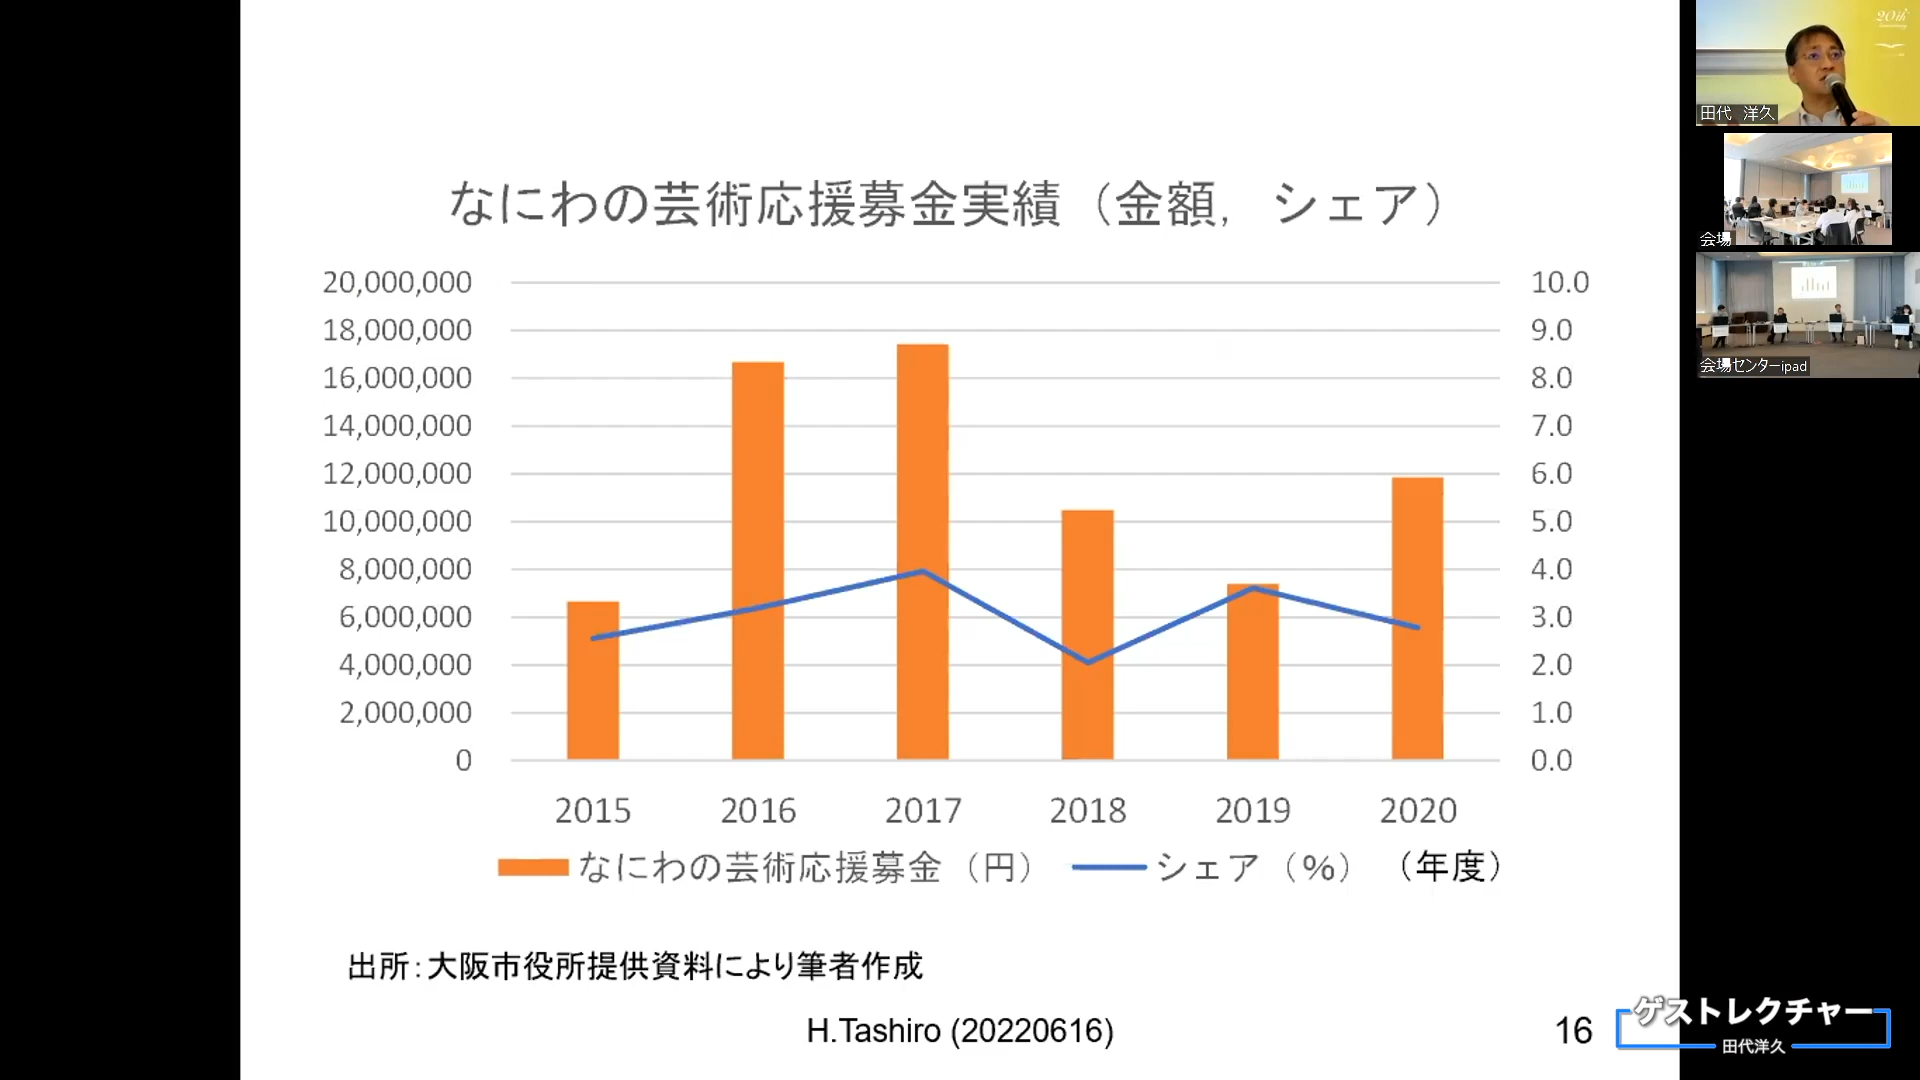 なにわの芸術応援募金実績（金額，シェア）
20,000,000
18,000,000
16,000,000
14,000,000
12,000,000
10,000,000
8,000,000
6,000,000
4,000,000
2,000,000
0
10.0
9.0
8.0
7.0
6.0
5.0
4.0
3.0
2.0
1.0
0.0
2015 2016 2017 2018 2019 2020
なにわの芸術応援募金（円） シェア（%） （年度）
出所：大阪市役所提供資料により筆者作成
H.Tashiro (20220616)
16
20th
田代 洋久
会場
会場センターipad
ゲストレクチャー
田代洋久